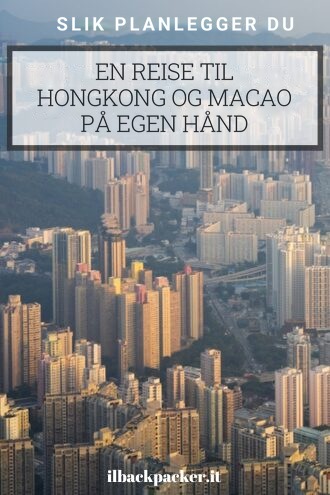 SLIK PLANLEGGER DU
EN REISE TIL
HONGKONG OG MACAO
PÅ EGEN HÅND
ilbackpacker.it